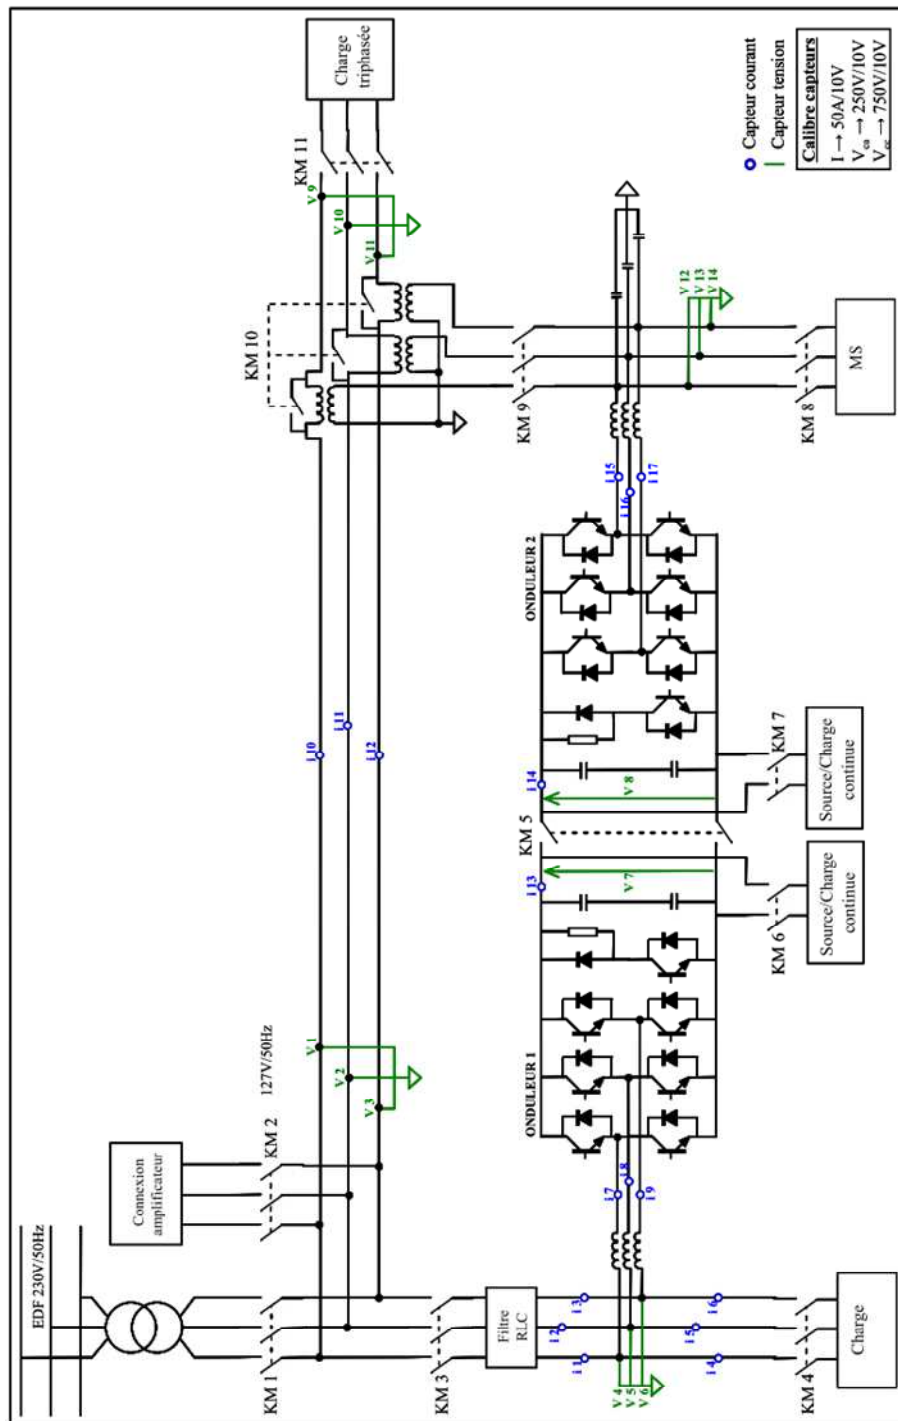 EDF 230V/50Hz
KM 1
Connexion
amplificateur
KM 2
127V/50Hz
V 1
V 2
V 3
i 10
i 11
i 12
KM 10
V 9
V 10
V 11
KM 11
Charge
triphasée
KM 3
Filtre
RLC
i 1
i 2
i 3
V 4
V 5
V 6
i 4
i 5
i 6
KM 4
Charge
i 7
i 8
i 9
ONDULEUR 1
i 13
V 7
KM 6
Source/Charge
continue
KM 5
i 14
V 8
KM 7
Source/Charge
continue
ONDULEUR 2
i 15
i 16
i 17
KM 9
V 12
V 13
V 14
KM 8
MS
Capteur courant
Capteur tension
Calibre capteurs
I → 50A/10V
Vca → 250V/10V
Vcc → 750V/10V